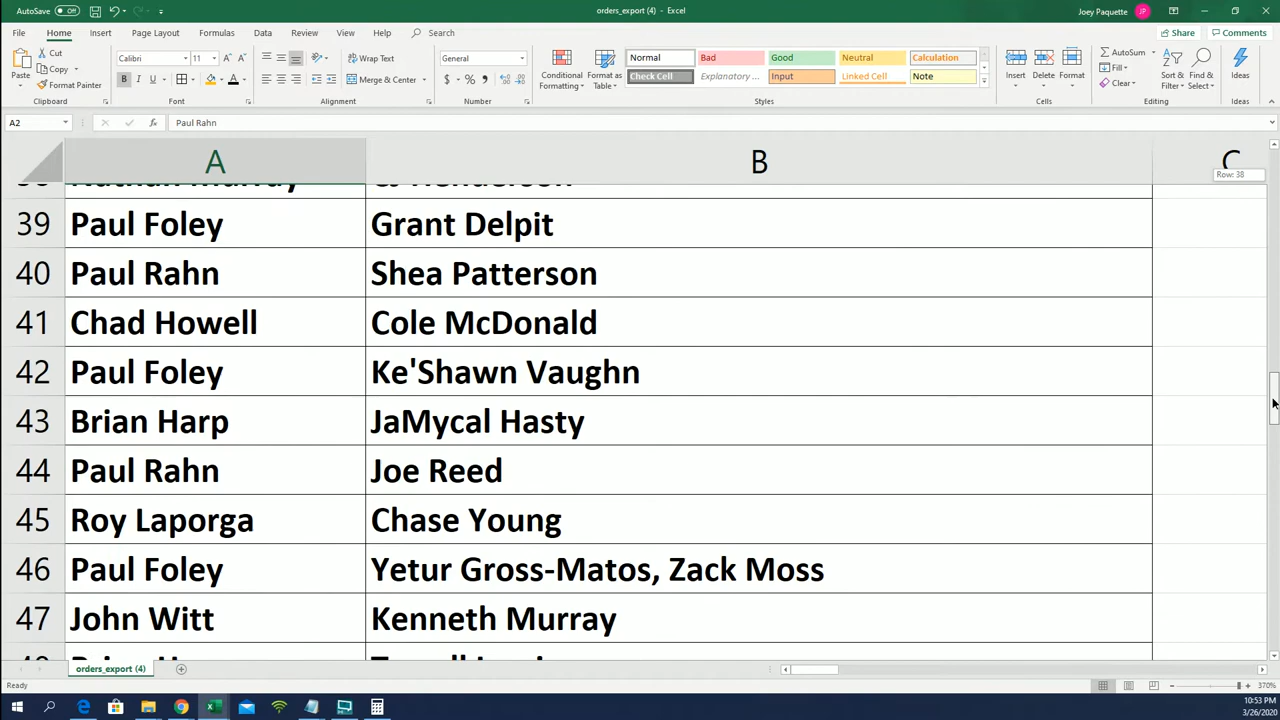 AutoSave Off orders_export (4) - Excel Joey Paquette JP
File Home Insert Page Layout Formulas Data Review View Help Search Share Comments
Paste Cut Copy Format Painter Clipboard
Calibri 11 B I U Font
Wrap Text Merge & Center Alignment
General $ % Number
Conditional Formatting Format as Table
Normal Bad Good Neutral Calculation
Check Cell Explanatory ... Input Linked Cell Note
Styles
Insert Delete Format Cells
AutoSum Fill Clear Sort & Filter Find & Select Editing
Ideas Ideas
A2 fx Paul Rahn
A B C
Row: 38
39 Paul Foley Grant Delpit
40 Paul Rahn Shea Patterson
41 Chad Howell Cole McDonald
42 Paul Foley Ke'Shawn Vaughn
43 Brian Harp JaMycal Hasty
44 Paul Rahn Joe Reed
45 Roy Laporga Chase Young
46 Paul Foley Yetur Gross-Matos, Zack Moss
47 John Witt Kenneth Murray
orders_export (4)
Ready 370%
10:53 PM
3/26/2020